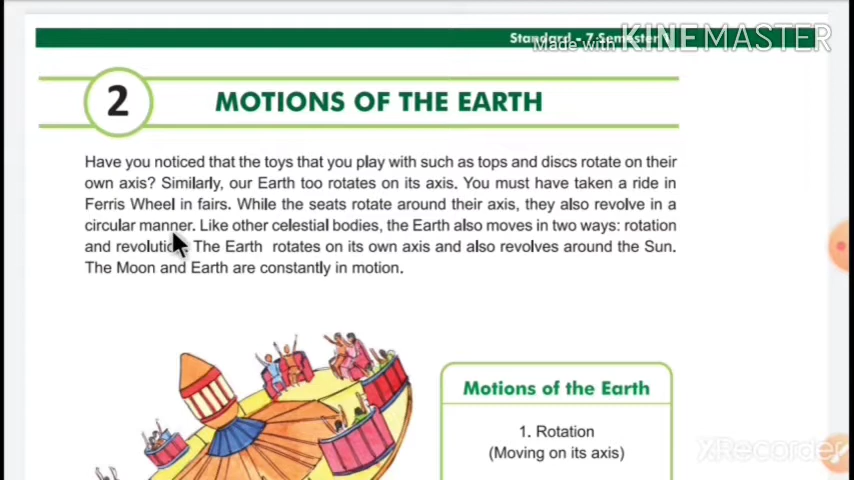 Standard - 7 Semester
Made with KINEMASTER
2
MOTIONS OF THE EARTH
Have you noticed that the toys that you play with such as tops and discs rotate on their
own axis? Similarly, our Earth too rotates on its axis. You must have taken a ride in
Ferris Wheel in fairs. While the seats rotate around their axis, they also revolve in a
circular manner. Like other celestial bodies, the Earth also moves in two ways: rotation
and revolution. The Earth rotates on its own axis and also revolves around the Sun.
The Moon and Earth are constantly in motion.
Motions of the Earth
1. Rotation
(Moving on its axis)
XRecorder